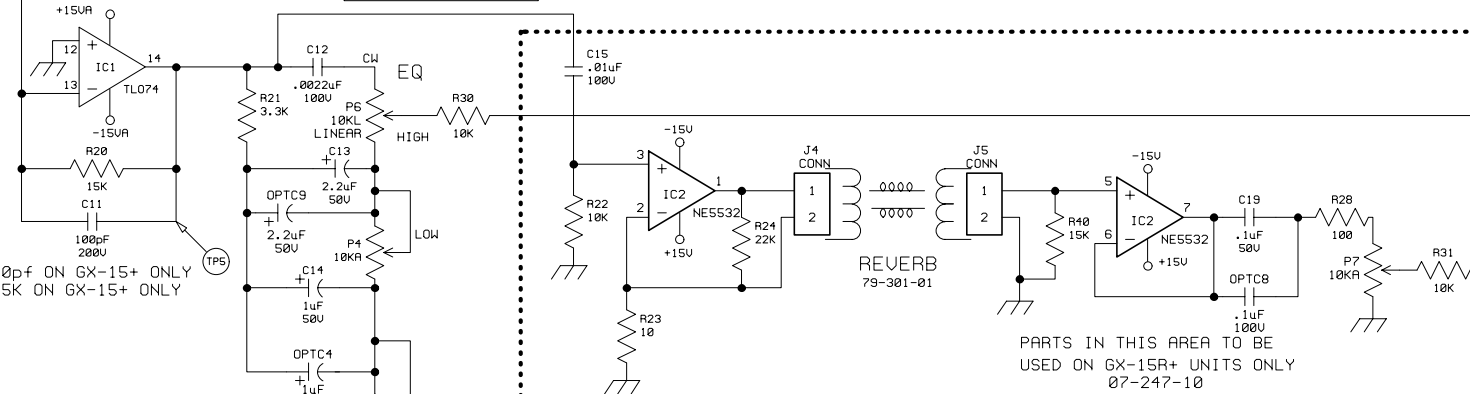 +15VA
12
+
IC1
14
13
-
TL074
-15VA
R20
15K
C11
100pF
200V
TP5
0pf ON GX-15+ ONLY
5K ON GX-15+ ONLY
C12
.0022uF
100V
CW
EQ
R21
3.3K
P6
10KL
LINEAR
HIGH
R30
10K
+
C13
2.2uF
50V
OPTC9
+
2.2uF
50V
P4
10KA
LOW
+
C14
1uF
50V
OPTC4
+
1uF
C15
.01uF
100V
R22
10K
-15V
3
+
IC2
1
2
-
NE5532
+15V
R24
22K
R23
10
J4
CONN
1
2
REVERB
79-301-01
J5
CONN
1
2
R40
15K
-15V
5
+
IC2
7
6
-
NE5532
+15V
C19
.1uF
50V
OPTC8
.1uF
100V
R28
100
P7
10KA
R31
10K
PARTS IN THIS AREA TO BE
USED ON GX-15R+ UNITS ONLY
07-247-10